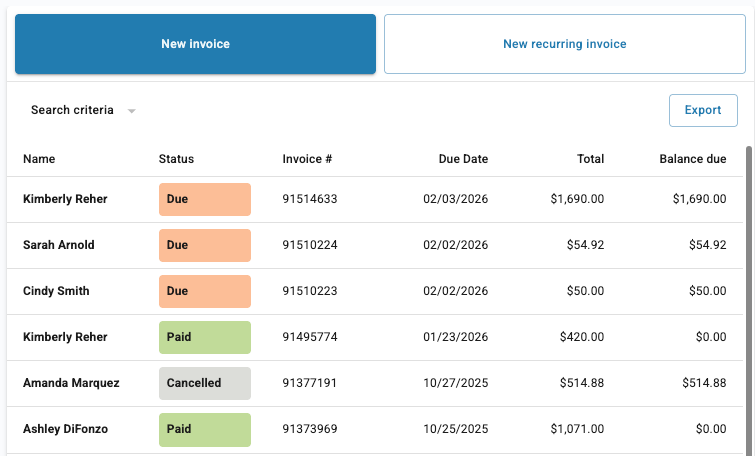 New invoice New recurring invoice
Search criteria Export
Name Status Invoice # Due Date Total Balance due
Kimberly Reher Due 91514633 02/03/2026 $1,690.00 $1,690.00
Sarah Arnold Due 91510224 02/02/2026 $54.92 $54.92
Cindy Smith Due 91510223 02/02/2026 $50.00 $50.00
Kimberly Reher Paid 91495774 01/23/2026 $420.00 $0.00
Amanda Marquez Cancelled 91377191 10/27/2025 $514.88 $514.88
Ashley DiFonzo Paid 91373969 10/25/2025 $1,071.00 $0.00